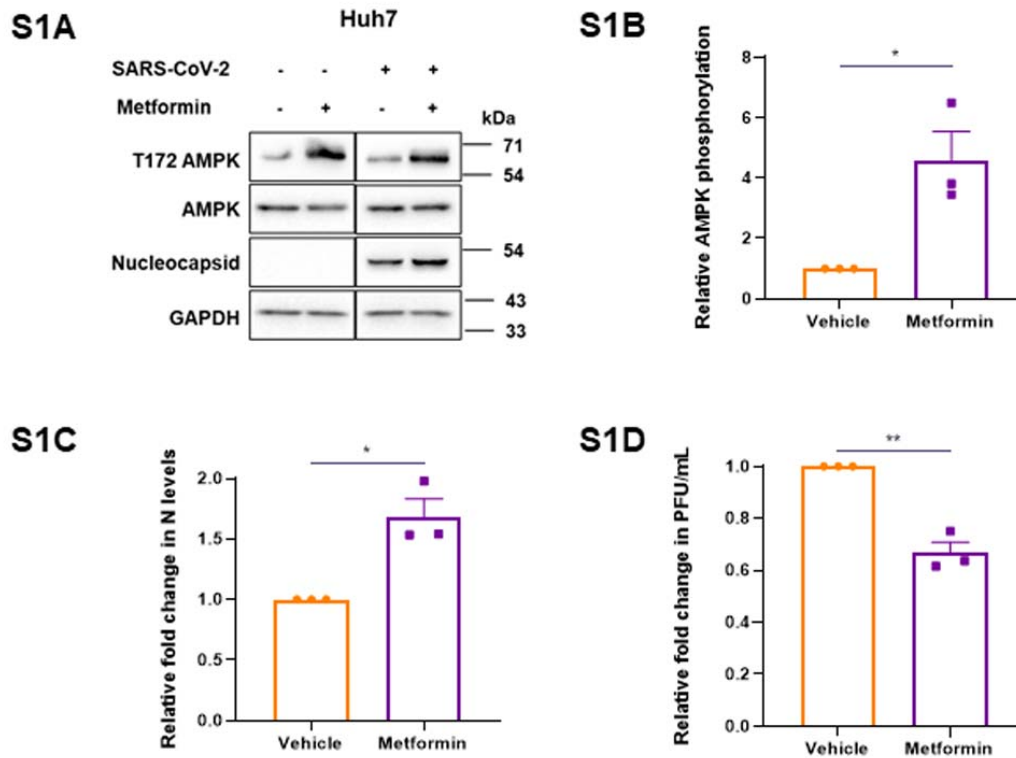 S1A
Huh7
SARS-CoV-2 - - + +
Metformin - + - +
kDa
T172 AMPK
71
54
AMPK
Nucleocapsid
54
GAPDH
43
33
S1B
Relative AMPK phosphorylation
8
6
4
2
0
*
Vehicle Metformin
S1C
Relative fold change in N levels
2.0
1.5
1.0
0.5
0.0
*
Vehicle Metformin
S1D
Relative fold change in PFU/mL
1.0
0.8
0.6
0.4
0.2
0.0
**
Vehicle Metformin